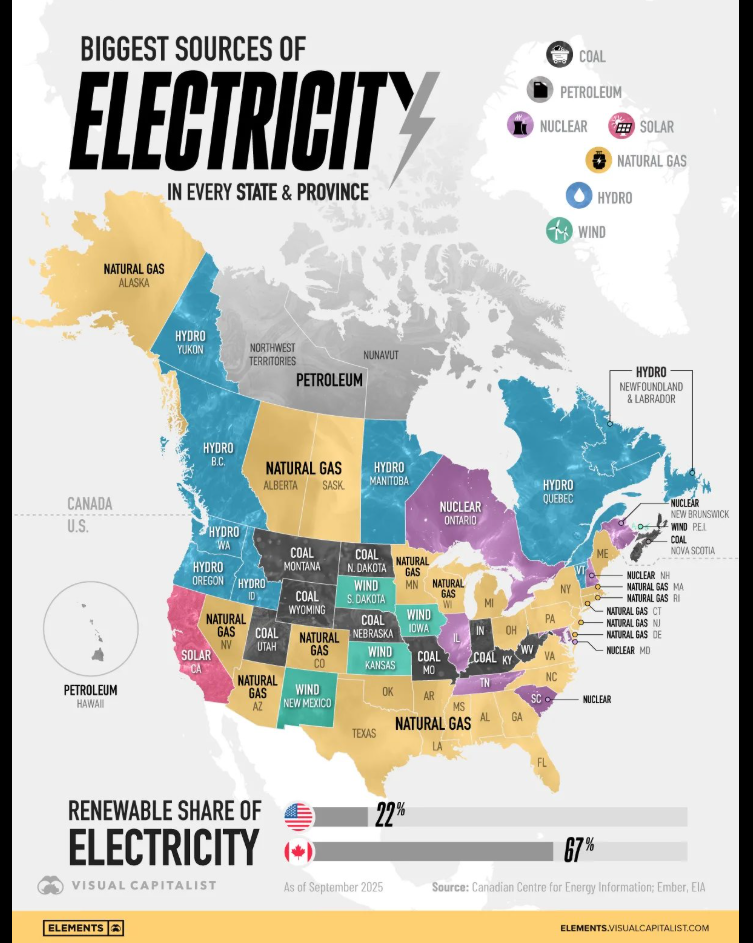 BIGGEST SOURCES OF
ELECTRICITY
IN EVERY STATE & PROVINCE
COAL
PETROLEUM
NUCLEAR
SOLAR
NATURAL GAS
HYDRO
WIND
NATURAL GAS
ALASKA
HYDRO
YUKON
NORTHWEST
TERRITORIES
NUNAVUT
PETROLEUM
HYDRO
NEWFOUNDLAND
& LABRADOR
HYDRO
B.C.
NATURAL GAS
ALBERTA
SASK.
HYDRO
MANITOBA
NUCLEAR
ONTARIO
HYDRO
QUEBEC
CANADA
U.S.
NUCLEAR
NEW BRUNSWICK
WIND P.E.I.
COAL
NOVA SCOTIA
HYDRO
WA
HYDRO
OREGON
HYDRO
ID
COAL
MONTANA
COAL
N. DAKOTA
NATURAL
GAS
MN
NATURAL
GAS
WI
MI
ME
VT
NY
NUCLEAR NH
NATURAL GAS MA
NATURAL GAS RI
NATURAL GAS CT
NATURAL GAS NJ
NATURAL GAS DE
NUCLEAR MD
COAL
WYOMING
WIND
S. DAKOTA
WIND
IOWA
COAL
NEBRASKA
SOLAR
CA
NATURAL
GAS
NV
COAL
UTAH
NATURAL
GAS
CO
WIND
KANSAS
COAL
MO
IL
IN
OH
PA
COAL KY
WV
VA
NATURAL
GAS
AZ
WIND
NEW MEXICO
OK
AR
TN
NC
SC
NUCLEAR
TEXAS
NATURAL GAS
LA
MS
AL
GA
FL
PETROLEUM
HAWAII
RENEWABLE SHARE OF
ELECTRICITY
22%
67%
VISUAL CAPITALIST
As of September 2025
Source: Canadian Centre for Energy Information; Ember, EIA
ELEMENTS
ELEMENTS.VISUALCAPITALIST.COM